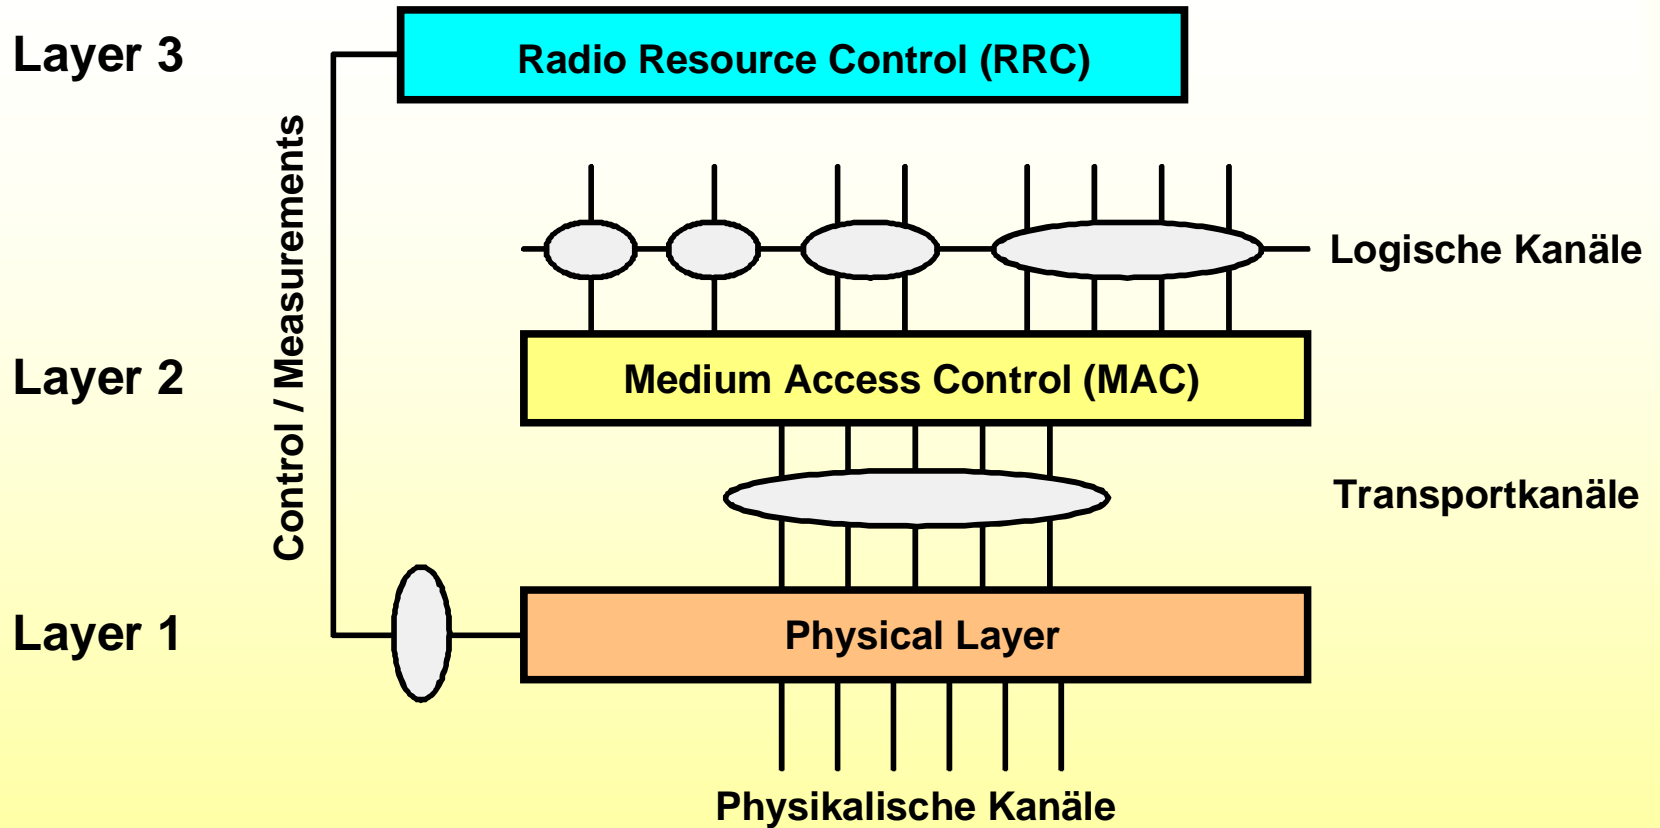 Layer 3
Radio Resource Control (RRC)
Control / Measurements
Logische Kanäle
Layer 2
Medium Access Control (MAC)
Transportkanäle
Layer 1
Physical Layer
Physikalische Kanäle